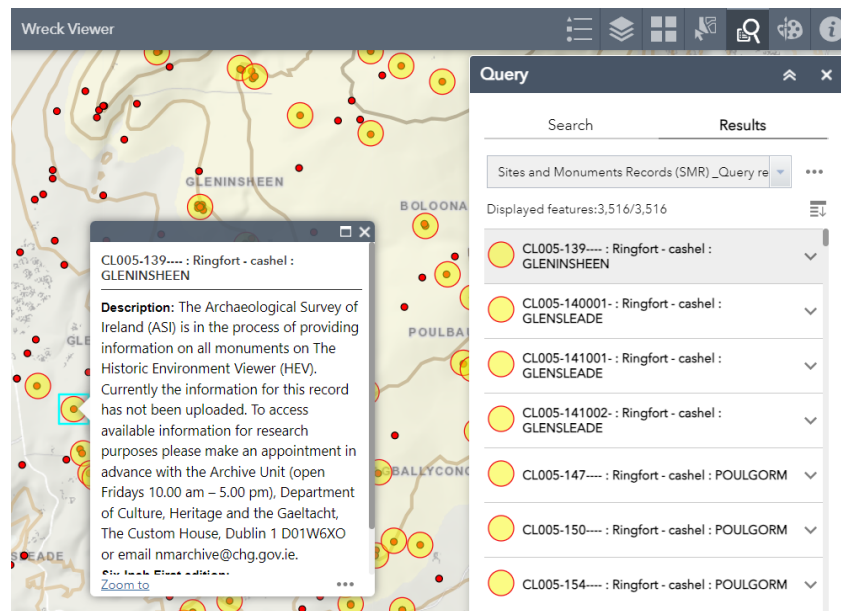 Wreck Viewer
Query
Search
Results
Sites and Monuments Records (SMR) _Query re
Displayed features:3,516/3,516
CL005-139---- : Ringfort - cashel :
GLENINSHEEN
CL005-140001- : Ringfort - cashel :
GLENSLEADE
CL005-141001- : Ringfort - cashel :
GLENSLEADE
CL005-141002- : Ringfort - cashel :
GLENSLEADE
CL005-147---- : Ringfort - cashel : POULGORM
CL005-150---- : Ringfort - cashel : POULGORM
CL005-154---- : Ringfort - cashel : POULGORM
GLENINSHEEN
BOLOONA
POULBA
GLE
GBALLYCONG
SLEADE
CL005-139---- : Ringfort - cashel :
GLENINSHEEN
Description: The Archaeological Survey of
Ireland (ASI) is in the process of providing
information on all monuments on The
Historic Environment Viewer (HEV).
Currently the information for this record
has not been uploaded. To access
available information for research
purposes please make an appointment in
advance with the Archive Unit (open
Fridays 10.00 am – 5.00 pm), Department
of Culture, Heritage and the Gaeltacht,
The Custom House, Dublin 1 D01W6XO
or email nmarchive@chg.gov.ie.
Six-Inch First edition:
Zoom to